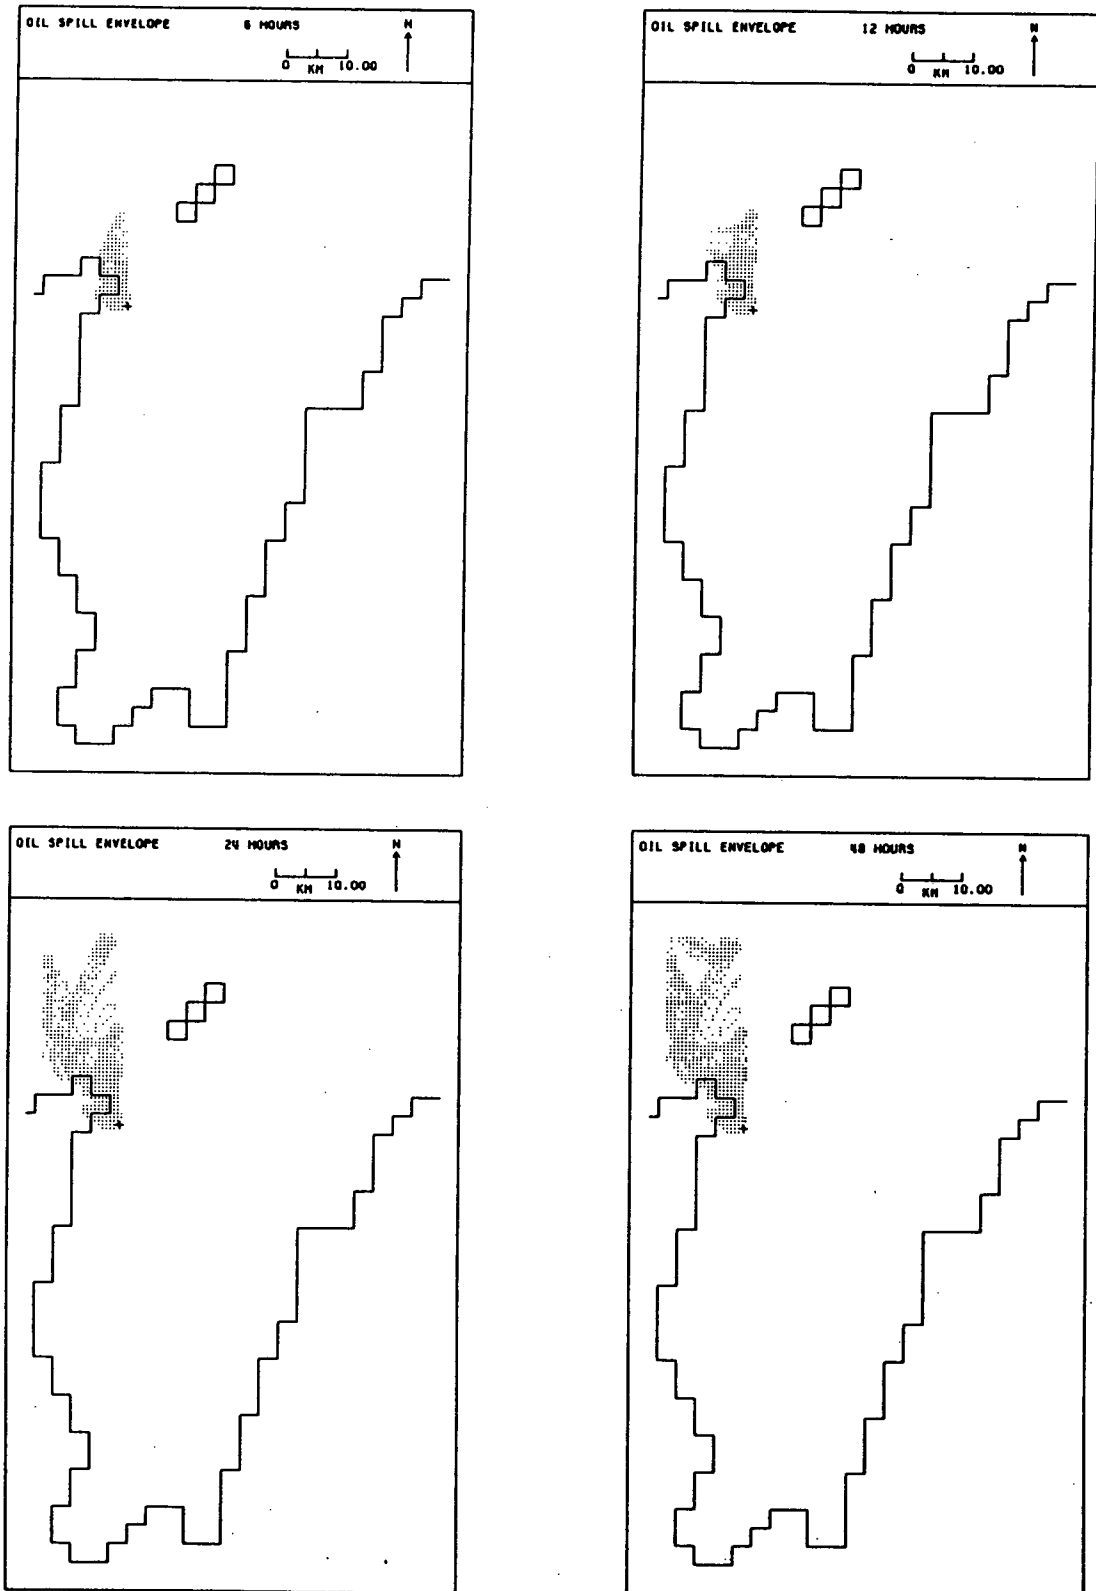 OIL SPILL ENVELOPE 6 HOURS N
0 KM 10.00
OIL SPILL ENVELOPE 12 HOURS N
0 KM 10.00
OIL SPILL ENVELOPE 24 HOURS N
0 KM 10.00
OIL SPILL ENVELOPE 48 HOURS N
0 KM 10.00